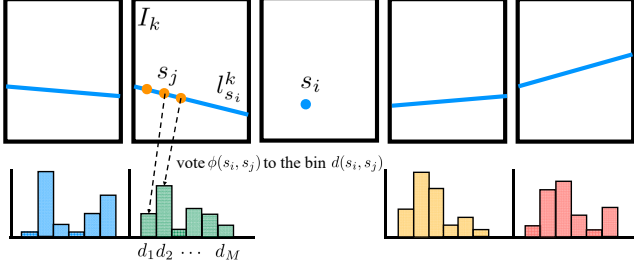 I_k
s_j
l^k_{s_i}
s_i
vote ϕ(s_i, s_j) to the bin d(s_i, s_j)
d_1 d_2 ⋯ d_M